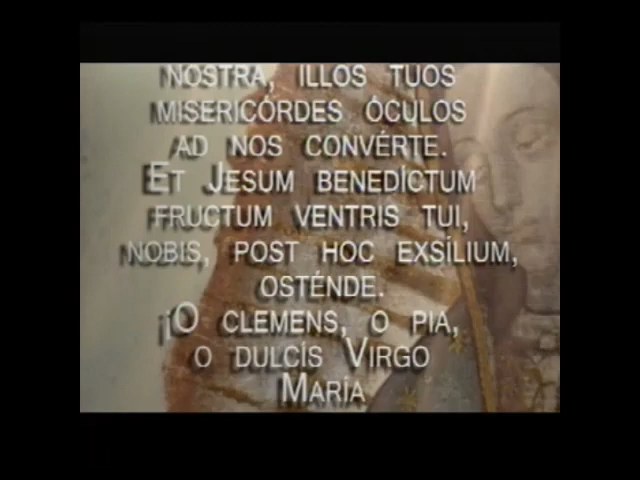 NOSTRA, ILLOS TUOS
MISERICÓRDES ÓCULOS
AD NOS CONVÉRTE.
ET JESUM BENEDÍCTUM
FRUCTUM VENTRIS TUI,
NOBIS, POST HOC EXSÍLIUM,
OSTÉNDE.
¡O CLEMENS, O PIA,
O DULCÍS VIRGO
MARÍA